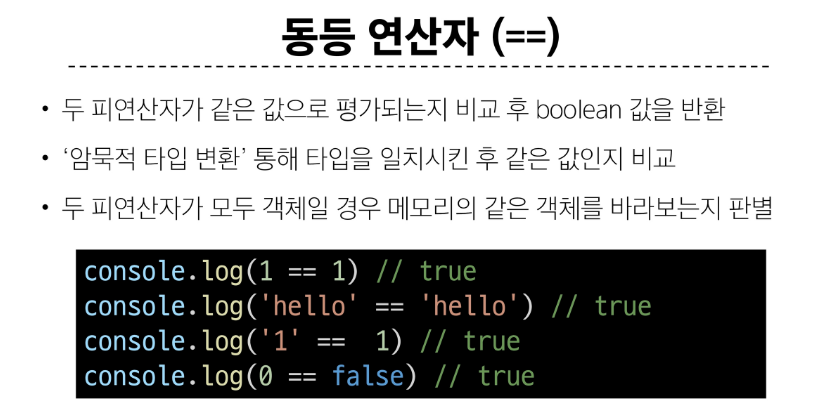 동등 연산자 (==)
• 두 피연산자가 같은 값으로 평가되는지 비교 후 boolean 값을 반환
• ‘암묵적 타입 변환’ 통해 타입을 일치시킨 후 같은 값인지 비교
• 두 피연산자가 모두 객체일 경우 메모리의 같은 객체를 바라보는지 판별
console.log(1 == 1) // true
console.log('hello' == 'hello') // true
console.log('1' ==  1) // true
console.log(0 == false) // true